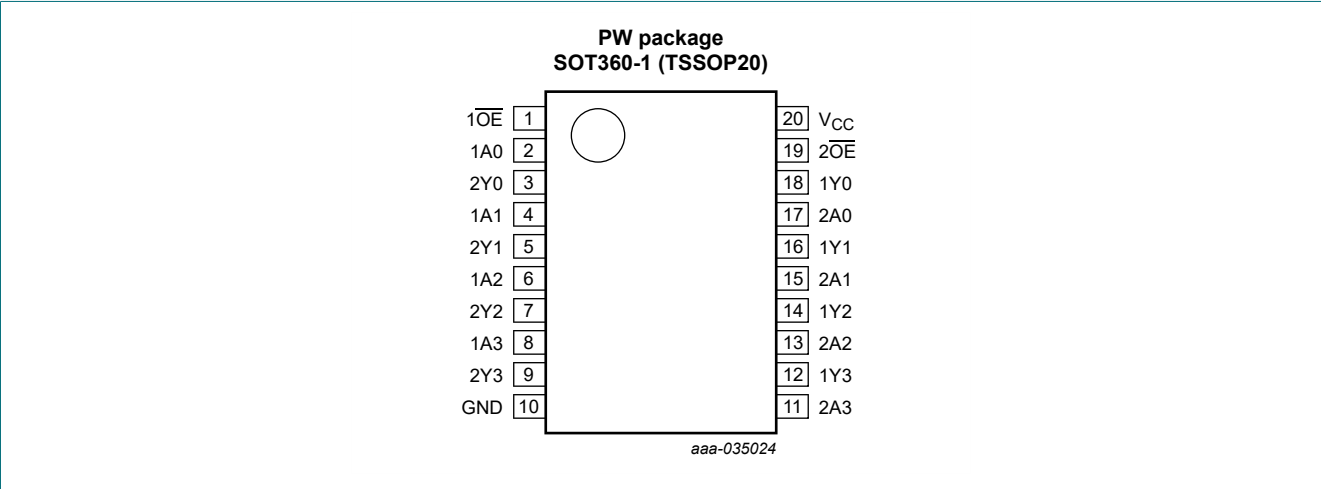 PW package
SOT360-1 (TSSOP20)
1O̅E̅ 1 20 VCC
1A0 2 19 2O̅E̅
2Y0 3 18 1Y0
1A1 4 17 2A0
2Y1 5 16 1Y1
1A2 6 15 2A1
2Y2 7 14 1Y2
1A3 8 13 2A2
2Y3 9 12 1Y3
GND 10 11 2A3
aaa-035024